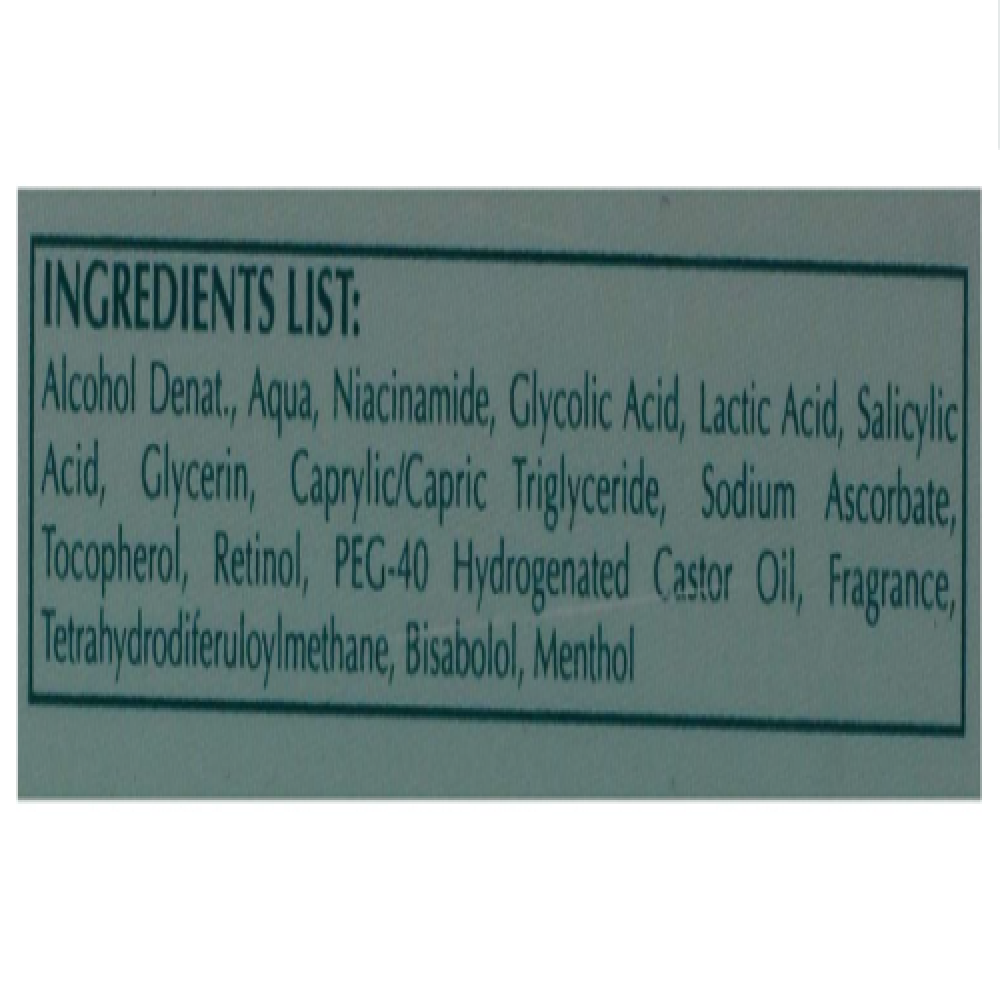 INGREDIENTS LIST:
Alcohol Denat., Aqua, Niacinamide, Glycolic Acid, Lactic Acid, Salicylic
Acid, Glycerin, Caprylic/Capric Triglyceride, Sodium Ascorbate,
Tocopherol, Retinol, PEG-40 Hydrogenated Castor Oil, Fragrance,
Tetrahydrodiferuloylmethane, Bisabolol, Menthol